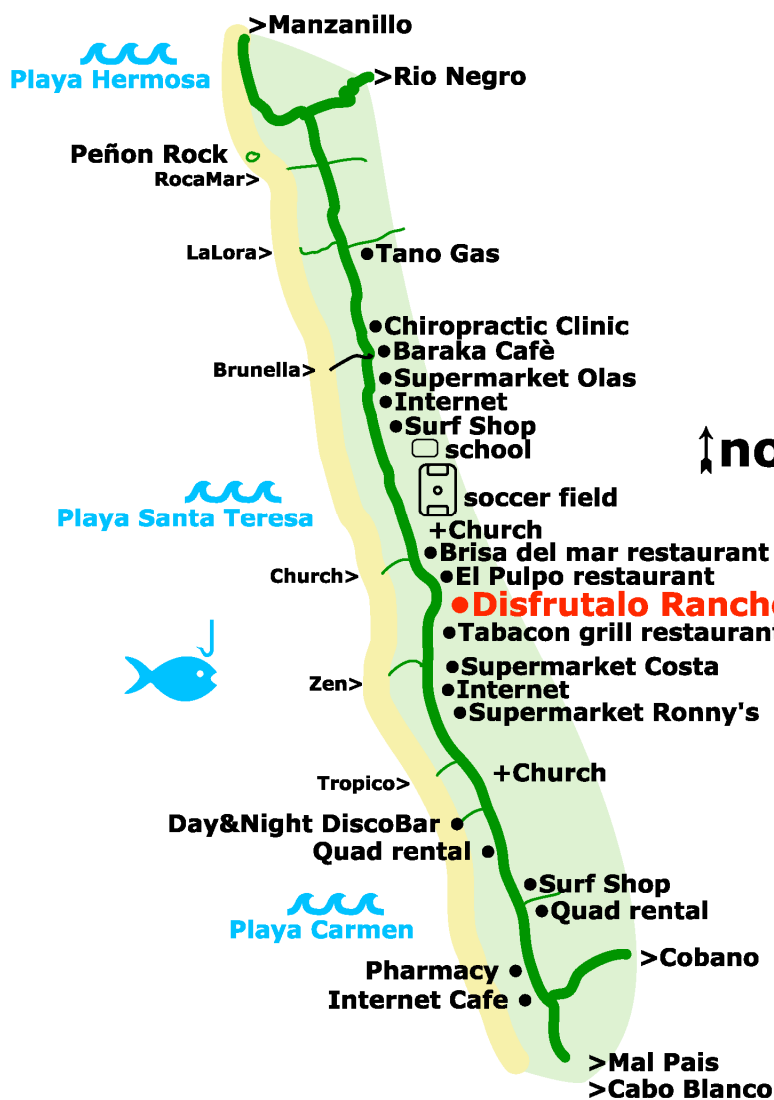 >Manzanillo
Playa Hermosa
>Rio Negro
Peñon Rock
RocaMar>
LaLora>
Tano Gas
Chiropractic Clinic
Baraka Cafè
Brunella>
Supermarket Olas
Internet
Surf Shop
school
no
soccer field
Playa Santa Teresa
+Church
Brisa del mar restaurant
Church>
El Pulpo restaurant
Disfrutalo Ranch
Tabacon grill restaurant
Supermarket Costa
Zen>
Internet
Supermarket Ronny's
+Church
Tropico>
Day&Night DiscoBar
Quad rental
Surf Shop
Quad rental
Playa Carmen
>Cobano
Pharmacy
Internet Cafe
>Mal Pais
>Cabo Blanco